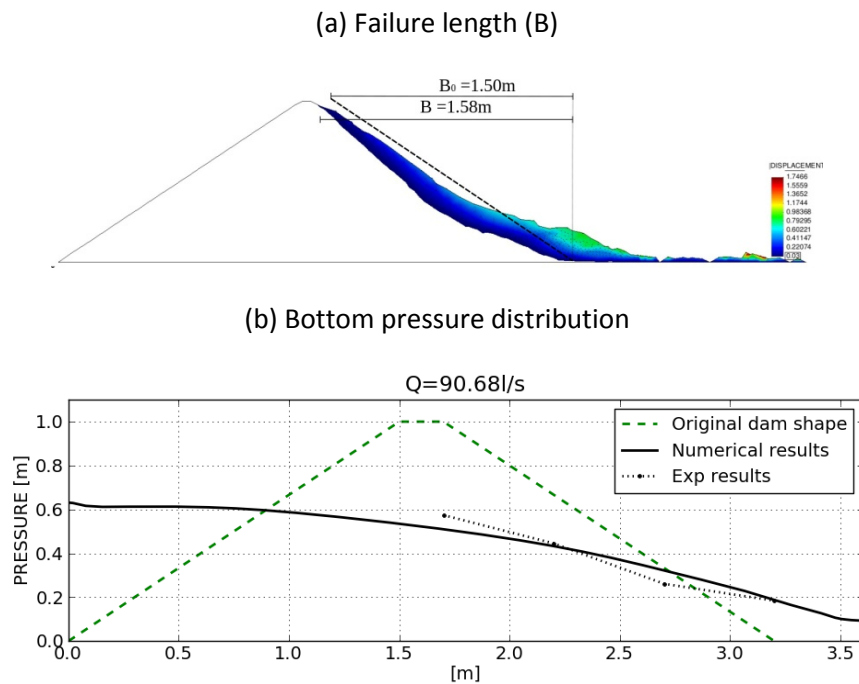 (a) Failure length (B)
B₀ =1.50m
B = 1.58m
|DISPLACEMENT
1.7466
1.5559
1.3652
1.1744
0.98368
0.79295
0.60221
0.41147
0.22074
0.03
(b) Bottom pressure distribution
Q=90.68l/s
PRESSURE [m]
1.0
0.8
0.6
0.4
0.2
0.0
Original dam shape
Numerical results
Exp results
0.0 0.5 1.0 1.5 2.0 2.5 3.0 3.5
[m]